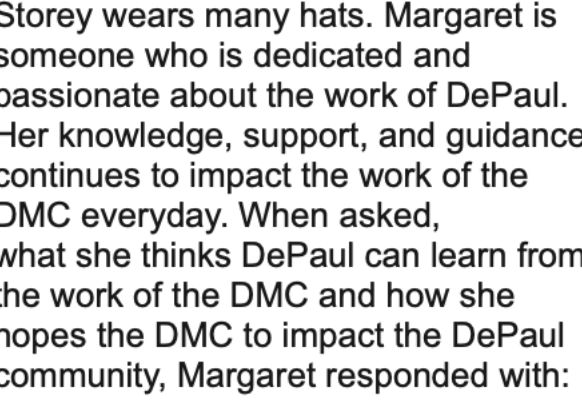 Storey wears many hats. Margaret is
someone who is dedicated and
passionate about the work of DePaul.
Her knowledge, support, and guidance
continues to impact the work of the
DMC everyday. When asked,
what she thinks DePaul can learn from
the work of the DMC and how she
hopes the DMC to impact the DePaul
community, Margaret responded with: